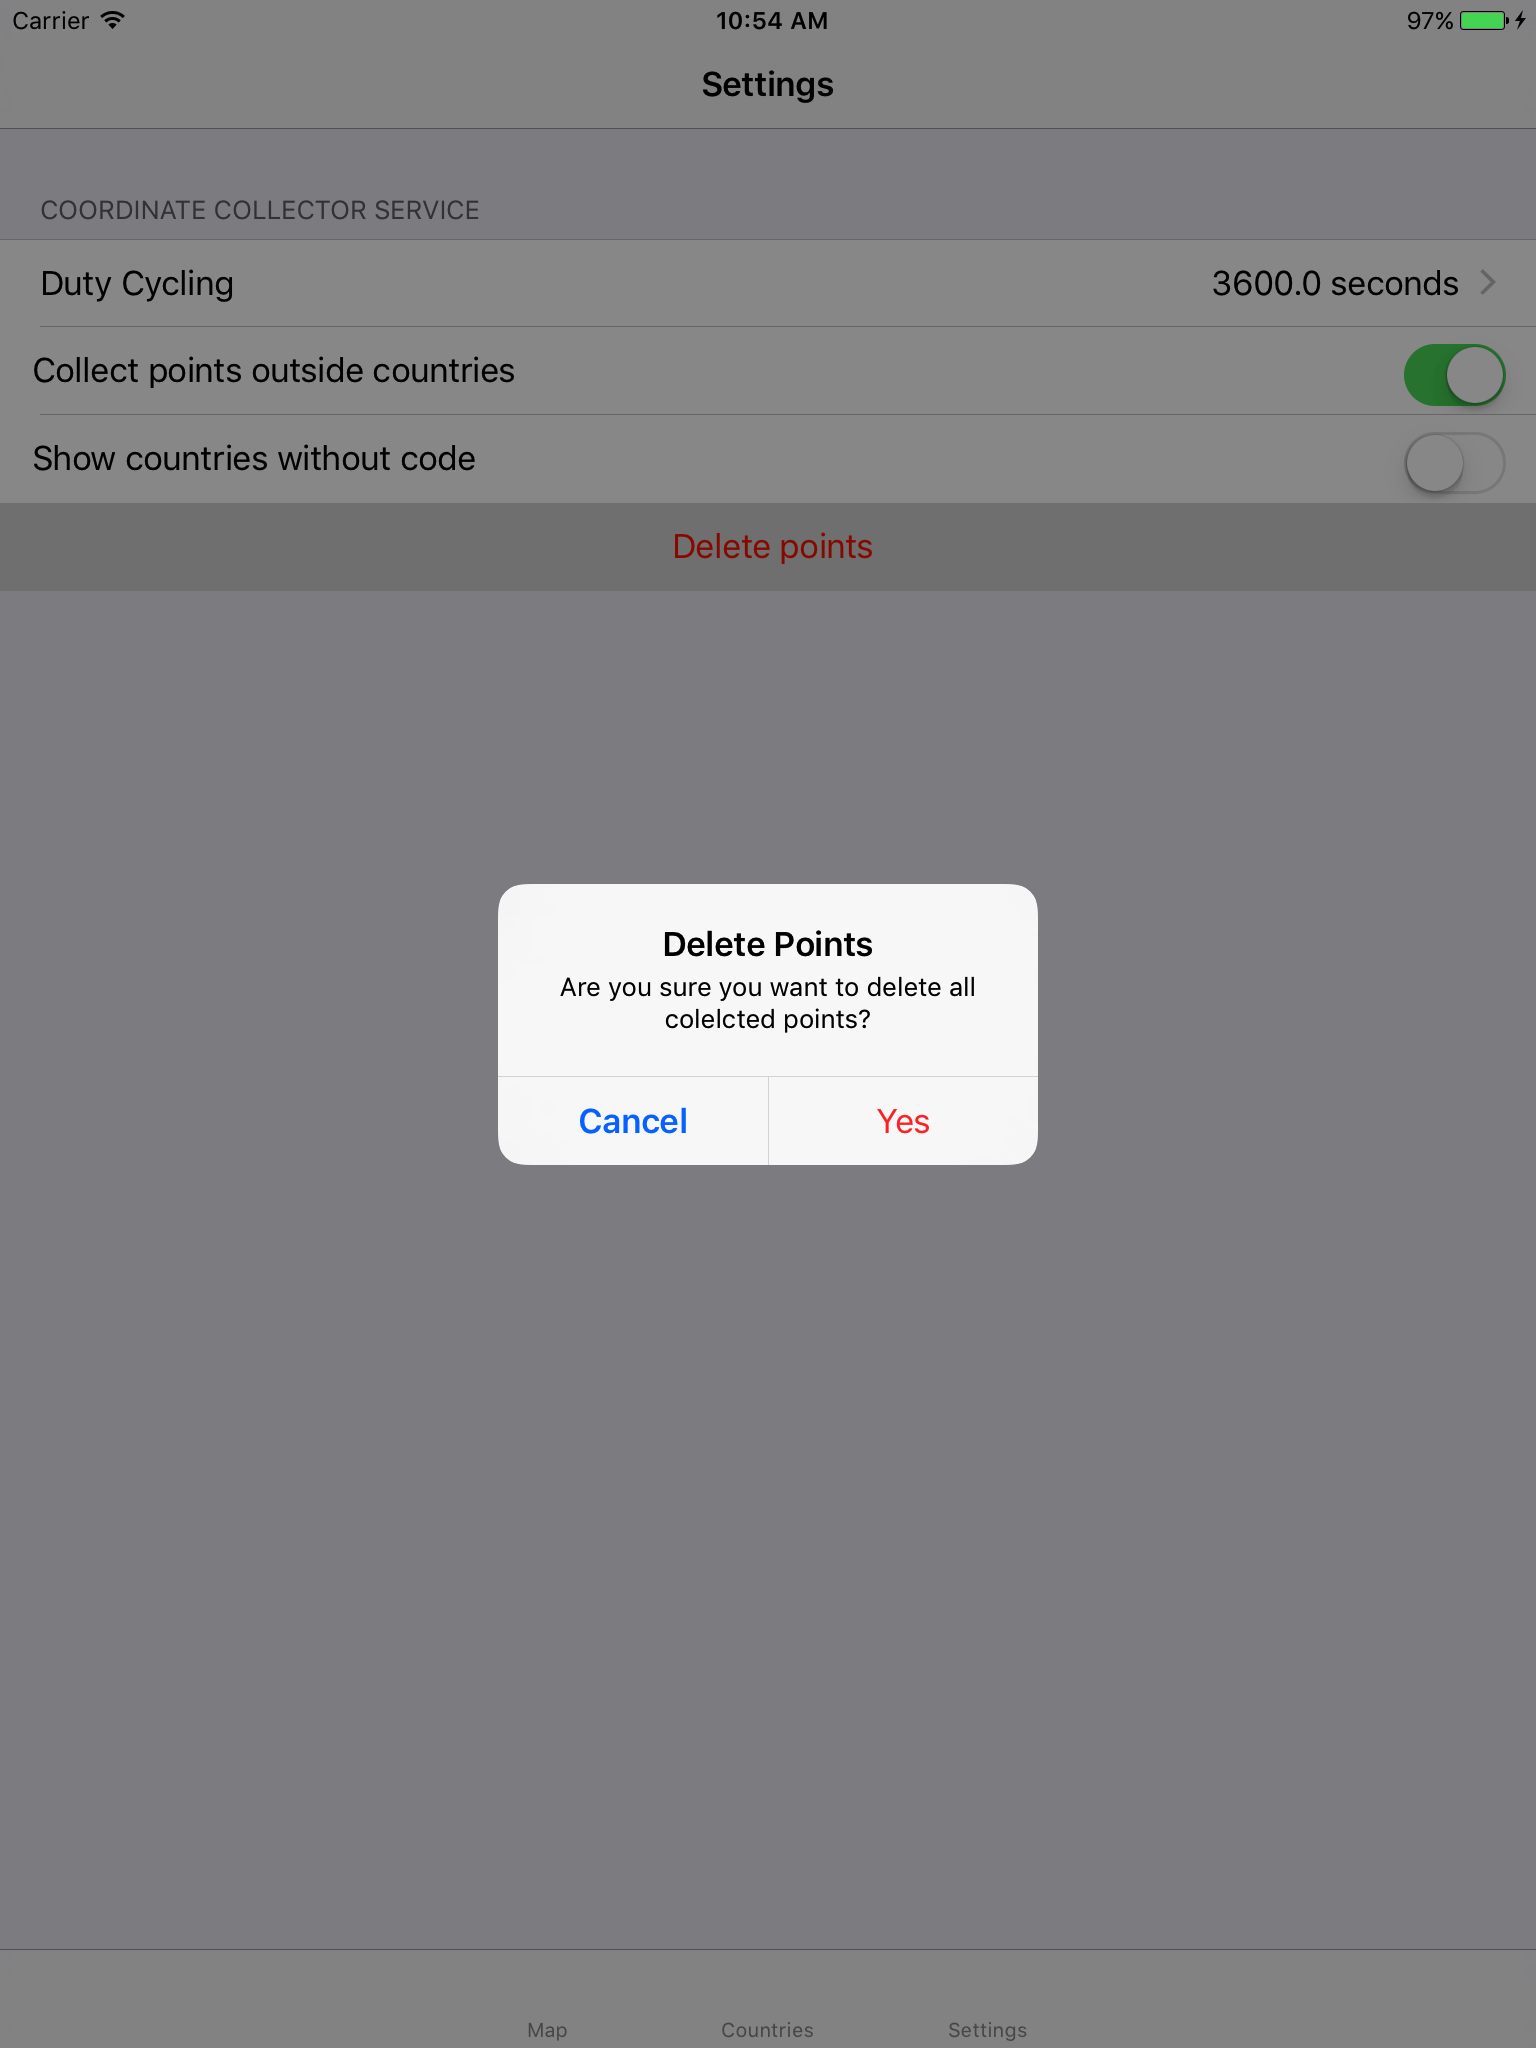 Carrier
10:54 AM
97%
Settings
COORDINATE COLLECTOR SERVICE
Duty Cycling
3600.0 seconds
Collect points outside countries
Show countries without code
Delete points
Delete Points
Are you sure you want to delete all
colelcted points?
Cancel
Yes
Map
Countries
Settings